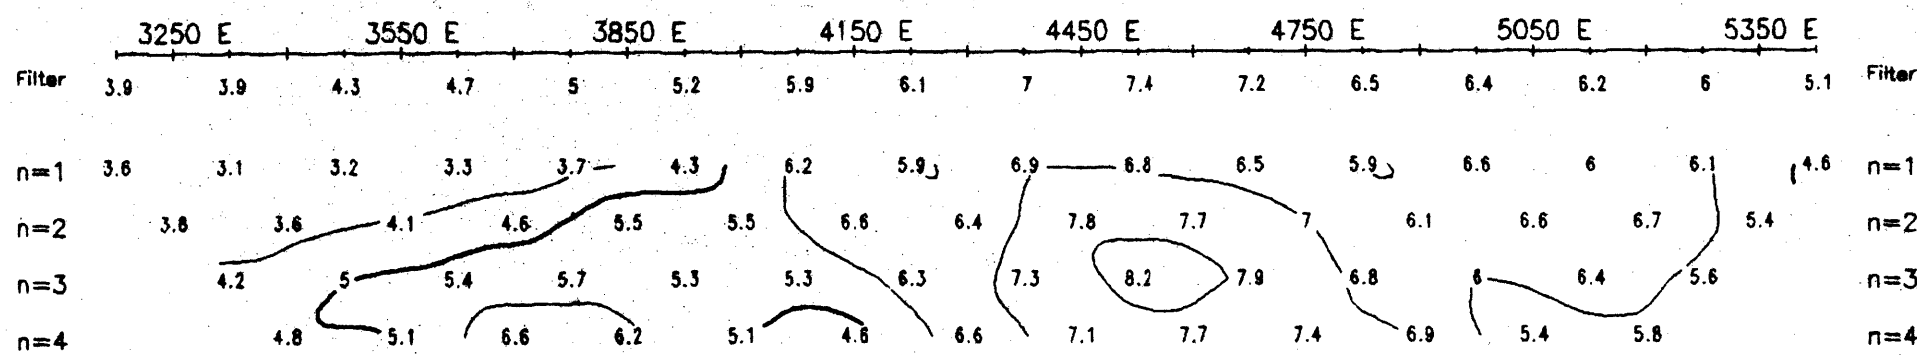 3250 E 3550 E 3850 E 4150 E 4450 E 4750 E 5050 E 5350 E
Filter 3.9 3.9 4.3 4.7 5 5.2 5.9 6.1 7 7.4 7.2 6.5 6.4 6.2 6 5.1 Filter
n=1 3.6 3.1 3.2 3.3 3.7 4.3 6.2 5.9 6.9 6.8 6.5 5.9 6.6 6 6.1 4.6 n=1
n=2 3.8 3.6 4.1 4.6 5.5 5.5 6.6 6.4 7.8 7.7 7 6.1 6.6 6.7 5.4 n=2
n=3 4.2 5 5.4 5.7 5.3 5.3 6.3 7.3 8.2 7.9 6.8 6 6.4 5.6 n=3
n=4 4.8 5.1 6.6 6.2 5.1 4.6 6.6 7.1 7.7 7.4 6.9 5.4 5.8 n=4